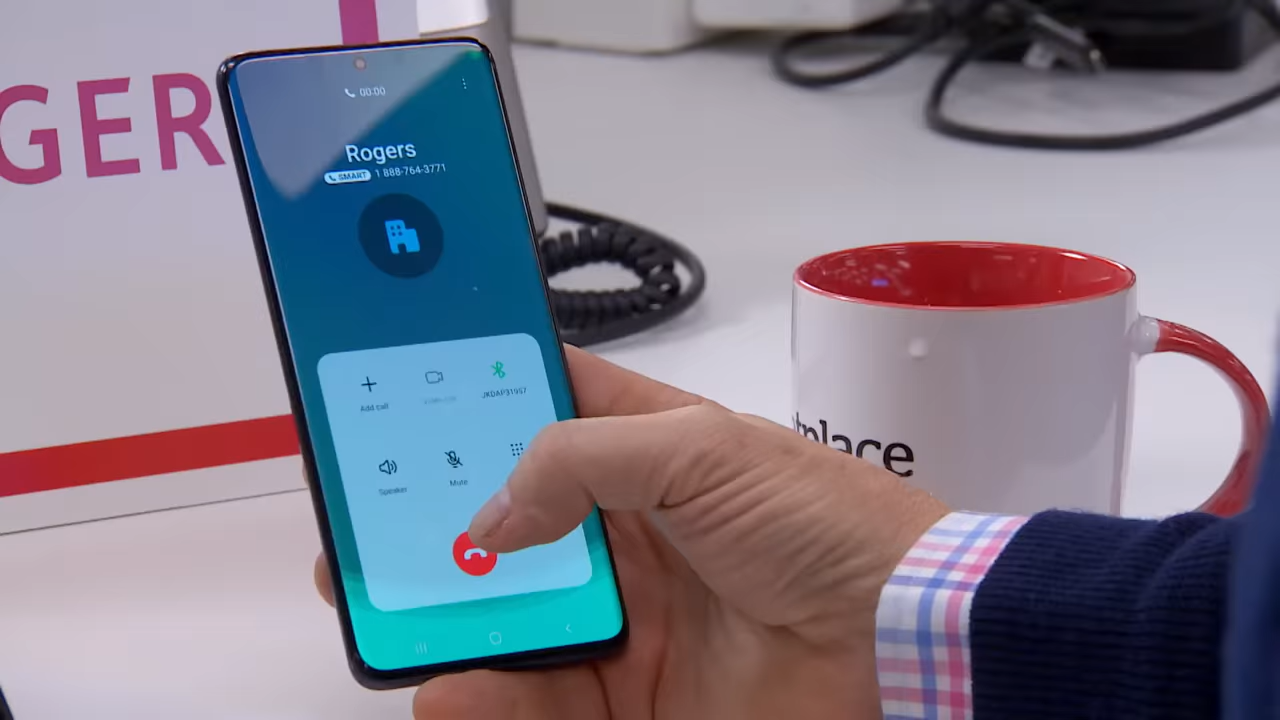 GER
00:00
Rogers
SMART 1 888-764-3771
Add call
JKDAP31957
Speaker
Mute
tplace